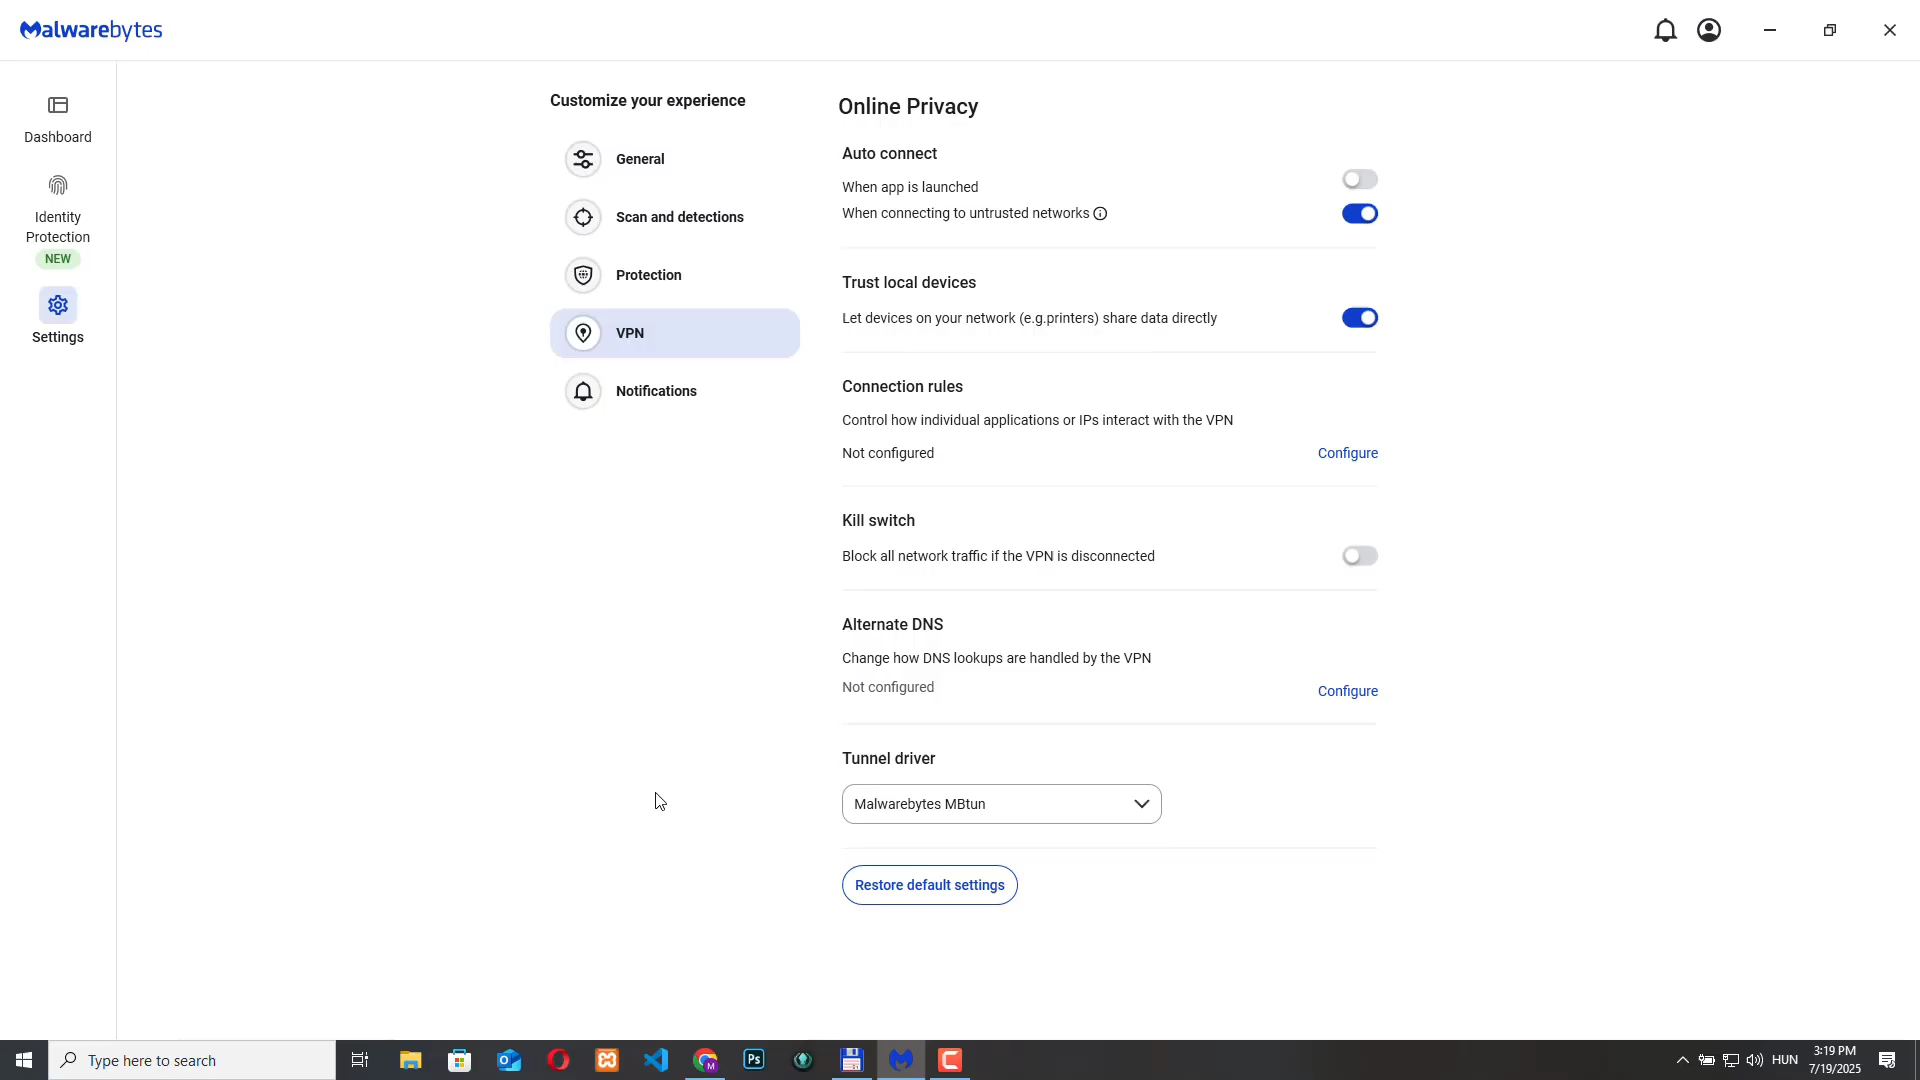 Malwarebytes
Dashboard
Identity
Protection
NEW
Settings
Customize your experience
General
Scan and detections
Protection
VPN
Notifications
Online Privacy
Auto connect
When app is launched
When connecting to untrusted networks
Trust local devices
Let devices on your network (e.g.printers) share data directly
Connection rules
Control how individual applications or IPs interact with the VPN
Not configured Configure
Kill switch
Block all network traffic if the VPN is disconnected
Alternate DNS
Change how DNS lookups are handled by the VPN
Not configured Configure
Tunnel driver
Malwarebytes MBtun
Restore default settings
Type here to search
Ps
M
HUN
3:19 PM
7/19/2025